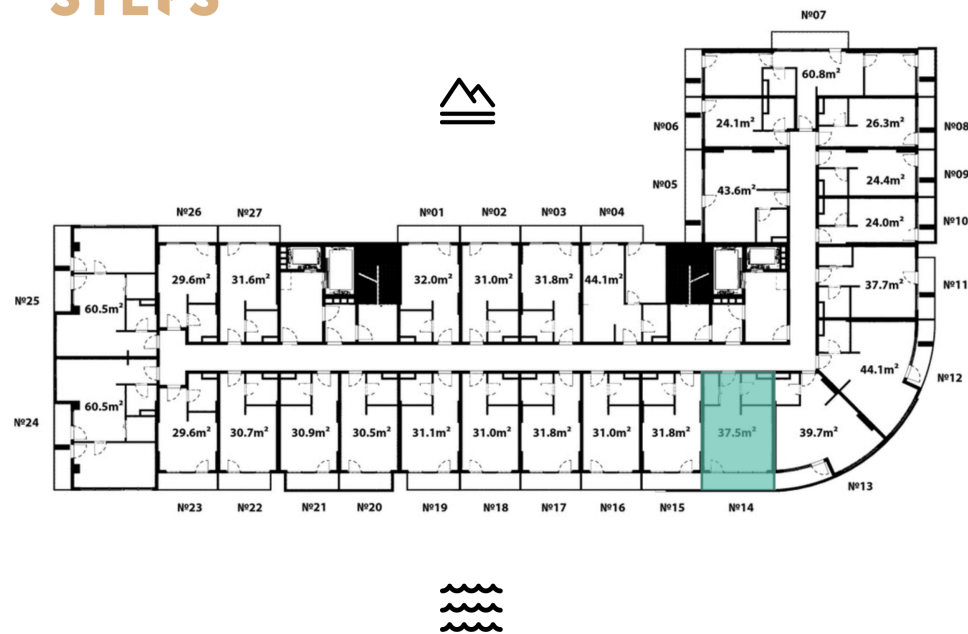 STEPS
№07
60.8m²
№06
24.1m²
26.3m²
№08
№05
43.6m²
24.4m²
№09
24.0m²
№10
№26
№27
№01
№02
№03
№04
29.6m²
31.6m²
32.0m²
31.0m²
31.8m²
44.1m²
37.7m²
№11
№25
60.5m²
44.1m²
№12
№24
60.5m²
29.6m²
30.7m²
30.9m²
30.5m²
31.1m²
31.0m²
31.8m²
31.0m²
31.8m²
37.5m²
39.7m²
№13
№23
№22
№21
№20
№19
№18
№17
№16
№15
№14